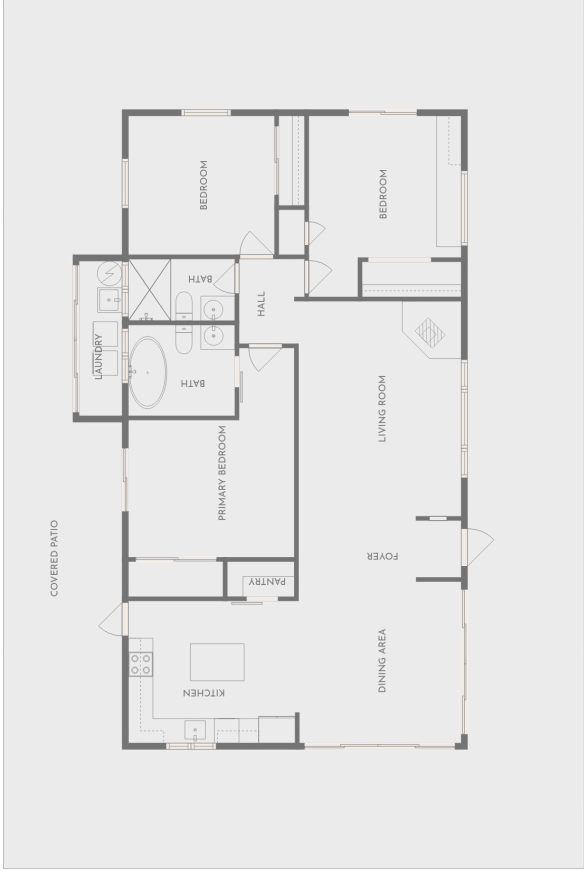 BEDROOM
BEDROOM
BATH
HALL
LAUNDRY
BATH
LIVING ROOM
PRIMARY BEDROOM
COVERED PATIO
FOYER
PANTRY
DINING AREA
KITCHEN